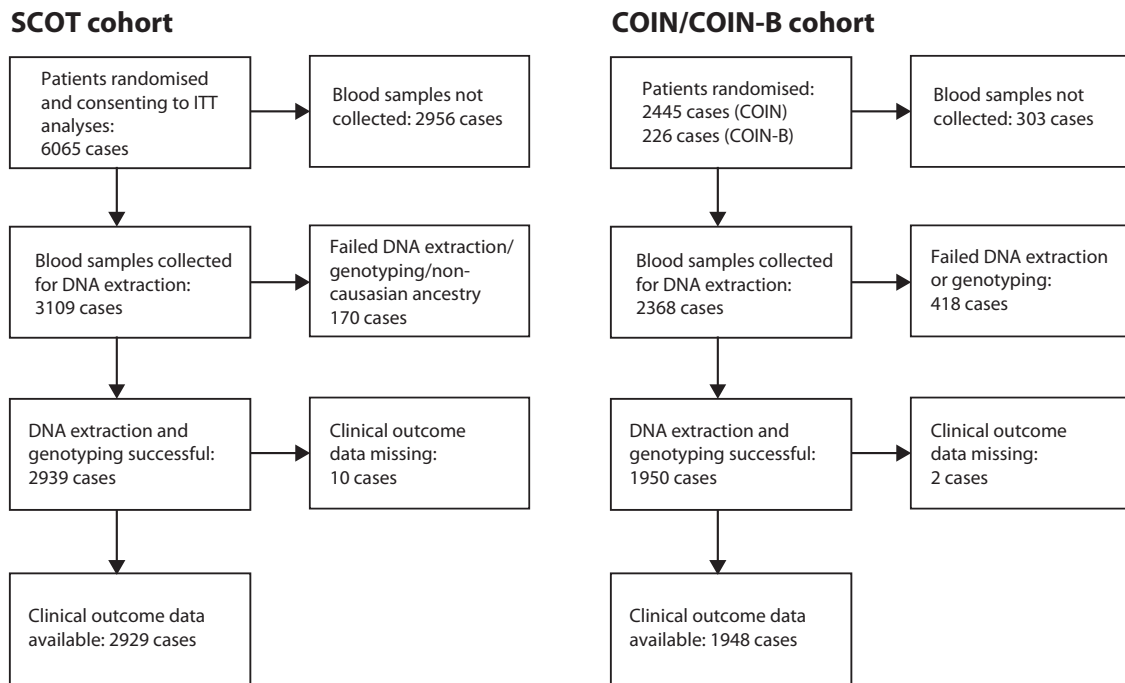 SCOT cohort
Patients randomised
and consenting to ITT
analyses:
6065 cases
Blood samples not
collected: 2956 cases
Blood samples collected
for DNA extraction:
3109 cases
Failed DNA extraction/
genotyping/non-
causasian ancestry
170 cases
DNA extraction and
genotyping successful:
2939 cases
Clinical outcome
data missing:
10 cases
Clinical outcome data
available: 2929 cases
COIN/COIN-B cohort
Patients randomised:
2445 cases (COIN)
226 cases (COIN-B)
Blood samples not
collected: 303 cases
Blood samples collected
for DNA extraction:
2368 cases
Failed DNA extraction
or genotyping:
418 cases
DNA extraction and
genotyping successful:
1950 cases
Clinical outcome
data missing:
2 cases
Clinical outcome data
available: 1948 cases